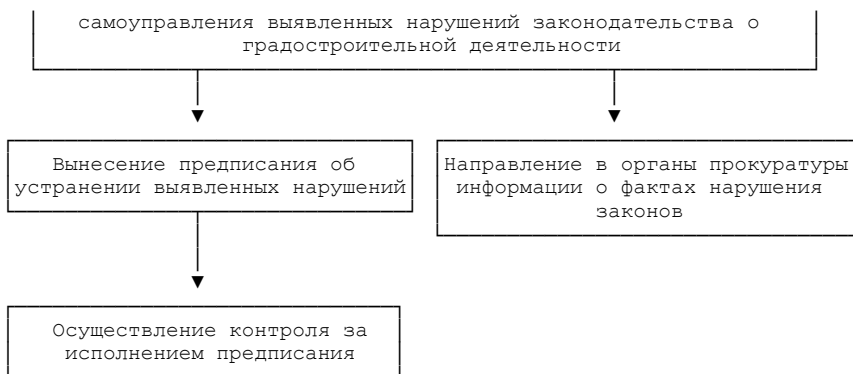 самоуправления выявленных нарушений законодательства о
градостроительной деятельности
Вынесение предписания об
устранении выявленных нарушений
Направление в органы прокуратуры
информации о фактах нарушения
законов
Осуществление контроля за
исполнением предписания